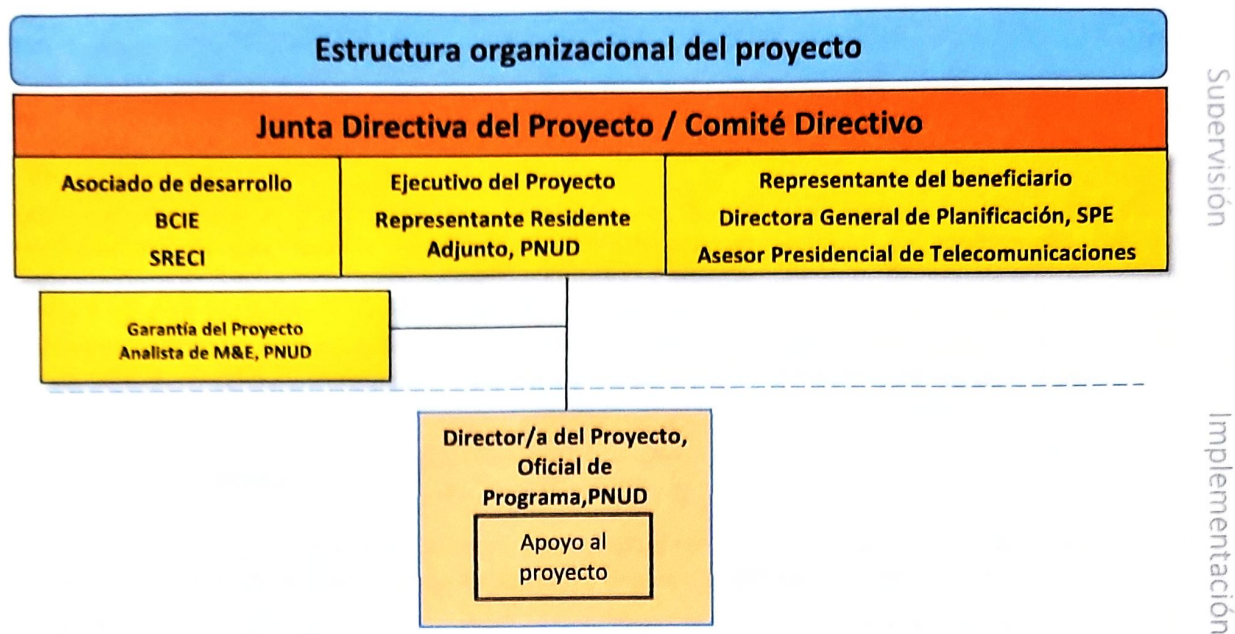 Estructura organizacional del proyecto
Junta Directiva del Proyecto / Comité Directivo
Asociado de desarrollo
BCIE
SRECI
Ejecutivo del Proyecto
Representante Residente
Adjunto, PNUD
Representante del beneficiario
Directora General de Planificación, SPE
Asesor Presidencial de Telecomunicaciones
Supervisión
Garantía del Proyecto
Analista de M&E, PNUD
Director/a del Proyecto,
Oficial de
Programa,PNUD
Apoyo al
proyecto
Implementación